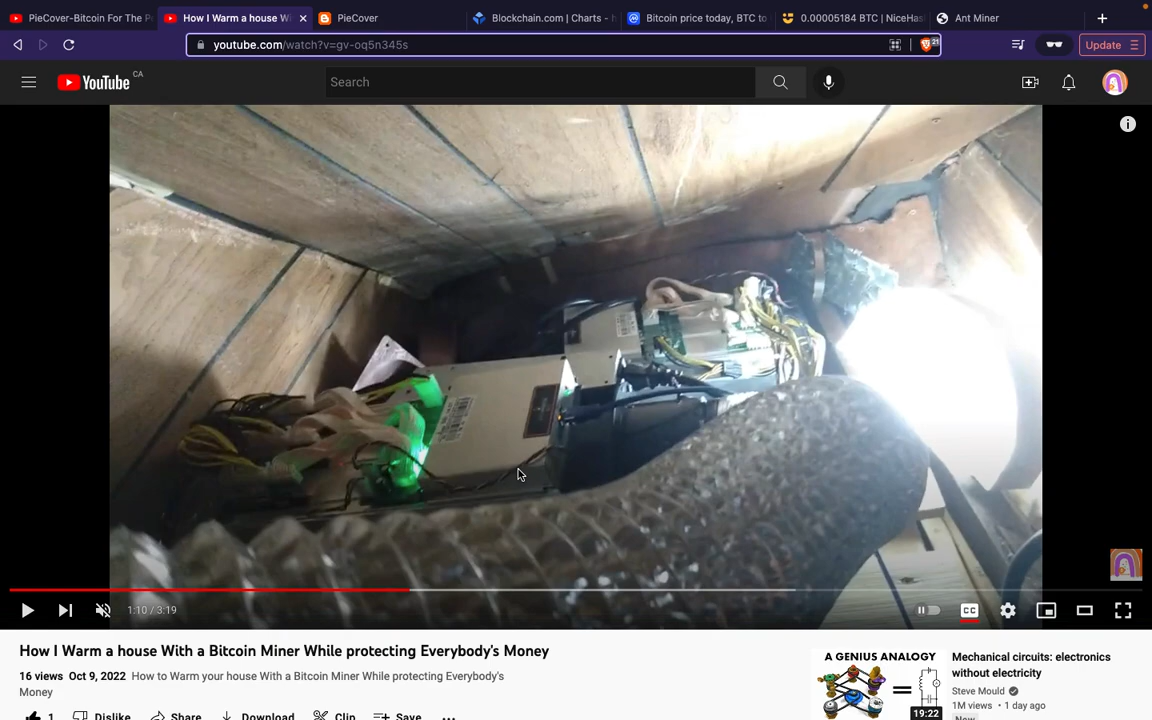 PieCover-Bitcoin For The P
How I Warm a house W
PieCover
Blockchain.com | Charts - h
Bitcoin price today, BTC to
0.00005184 BTC | NiceHas
Ant Miner
youtube.com/watch?v=gv-oq5n345s
21
Update
YouTube CA
Search
1:10 / 3:19
CC
How I Warm a house With a Bitcoin Miner While protecting Everybody's Money
16 views Oct 9, 2022 How to Warm your house With a Bitcoin Miner While protecting Everybody's
Money
1 Dislike Share Download Clip Save
A GENIUS ANALOGY
19:22
Mechanical circuits: electronics
without electricity
Steve Mould
1M views • 1 day ago
New